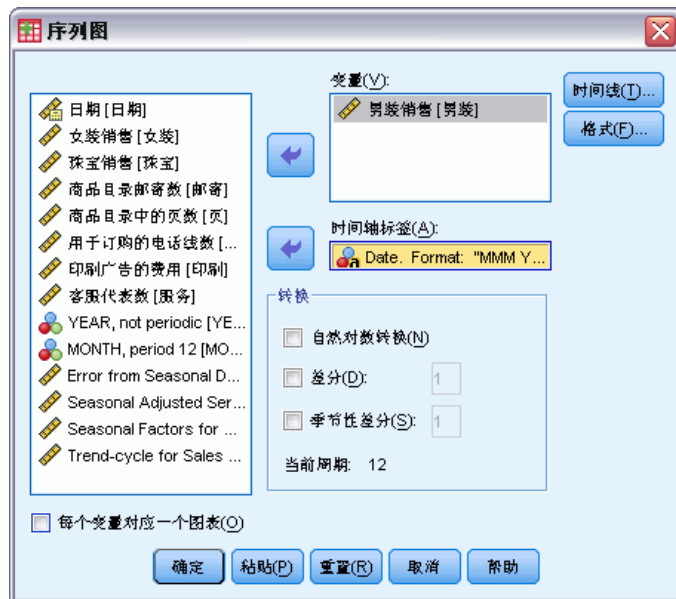 序列图
日期 [日期]
女装销售 [女装]
珠宝销售 [珠宝]
商品目录邮寄数 [邮寄]
商品目录中的页数 [页]
用于订购的电话线数 [...
印刷广告的费用 [印刷]
客服代表数 [服务]
YEAR, not periodic [YE...
MONTH, period 12 [MO...
Error from Seasonal D...
Seasonal Adjusted Ser...
Seasonal Factors for ...
Trend-cycle for Sales ...
变量(V):
男装销售 [男装]
时间轴标签(A):
Date. Format: "MMM Y...
转换
自然对数转换(N)
差分(D): 1
季节性差分(S): 1
当前周期: 12
时间线(T)...
格式(F)...
每个变量对应一个图表(O)
确定 粘贴(P) 重置(R) 取消 帮助